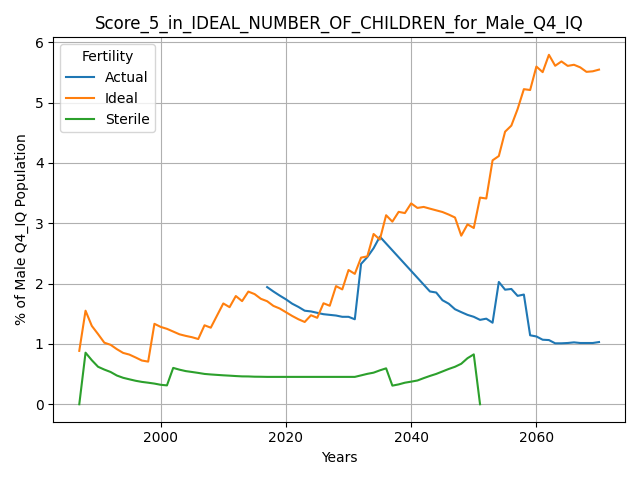 Score_5_in_IDEAL_NUMBER_OF_CHILDREN_for_Male_Q4_IQ
Fertility
Actual
Ideal
Sterile
% of Male Q4_IQ Population
6
5
4
3
2
1
0
2000
2020
2040
2060
Years